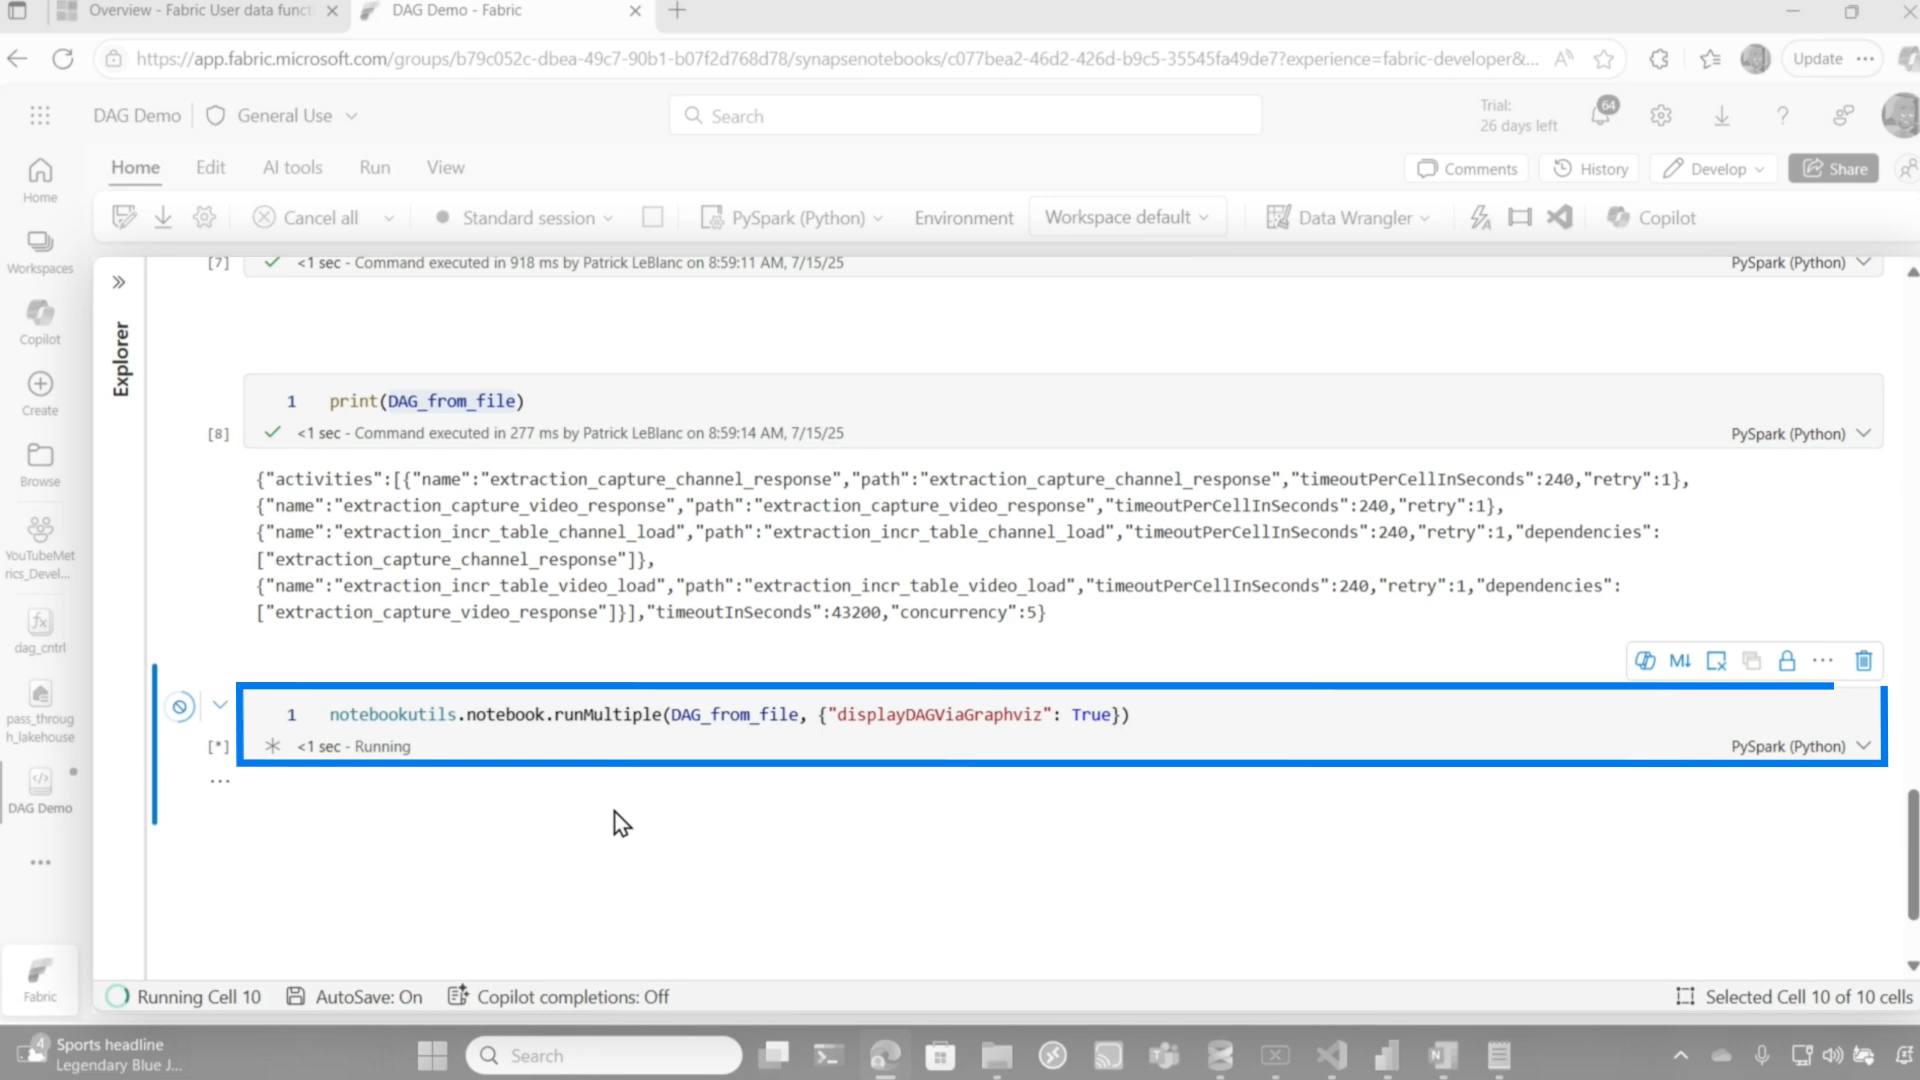 Overview - Fabric User data funct
DAG Demo - Fabric
https://app.fabric.microsoft.com/groups/b79c052c-dbea-49c7-90b1-b07f2d768d78/synapsenotebooks/c077bea2-46d2-426d-b9c5-35545fa49de7?experience=fabric-developer&...
Update
DAG Demo
General Use
Search
Trial:
26 days left
64
Home Edit AI tools Run View
Comments History Develop Share
Cancel all Standard session PySpark (Python) Environment Workspace default Data Wrangler Copilot
Home
Workspaces
Copilot
Create
Browse
YouTubeMet
rics_Devel...
dag_cntrl
pass_throug
h_lakehouse
DAG Demo
Fabric
Explorer
[7] <1 sec - Command executed in 918 ms by Patrick LeBlanc on 8:59:11 AM, 7/15/25 PySpark (Python)
1 print(DAG_from_file)
[8] <1 sec - Command executed in 277 ms by Patrick LeBlanc on 8:59:14 AM, 7/15/25 PySpark (Python)
{"activities":[{"name":"extraction_capture_channel_response","path":"extraction_capture_channel_response","timeoutPerCellInSeconds":240,"retry":1},
{"name":"extraction_capture_video_response","path":"extraction_capture_video_response","timeoutPerCellInSeconds":240,"retry":1},
{"name":"extraction_incr_table_channel_load","path":"extraction_incr_table_channel_load","timeoutPerCellInSeconds":240,"retry":1,"dependencies":
["extraction_capture_channel_response"]},
{"name":"extraction_incr_table_video_load","path":"extraction_incr_table_video_load","timeoutPerCellInSeconds":240,"retry":1,"dependencies":
["extraction_capture_video_response"]}],"timeoutInSeconds":43200,"concurrency":5}
M↓
1 notebookutils.notebook.runMultiple(DAG_from_file, {"displayDAGViaGraphviz": True})
[*] <1 sec - Running PySpark (Python)
Running Cell 10 AutoSave: On Copilot completions: Off Selected Cell 10 of 10 cells
4
Sports headline
Legendary Blue J...
Search